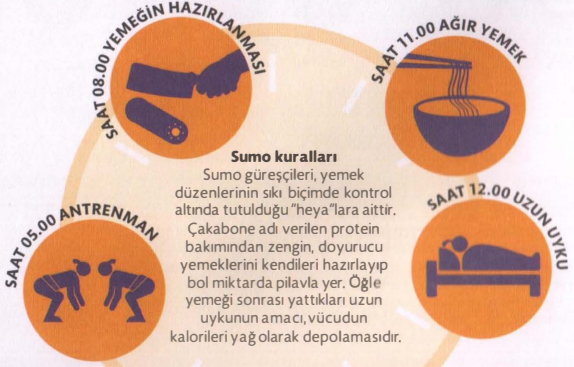 SAAT 05.00 ANTRENMAN
SAAT 08.00 YEMEĞİN HAZIRLANMASI
SAAT 11.00 AĞIR YEMEK
SAAT 12.00 UZUN UYKU
Sumo kuralları
Sumo güreşçileri, yemek
düzenlerinin sıkı biçimde kontrol
altında tutulduğu "heya"lara aittir.
Çakabone adı verilen protein
bakımından zengin, doyurucu
yemeklerini kendileri hazırlayıp
bol miktarda pilavla yer. Öğle
yemeği sonrası yattıkları uzun
uykunun amacı, vücudun
kalorileri yağ olarak depolamasıdır.